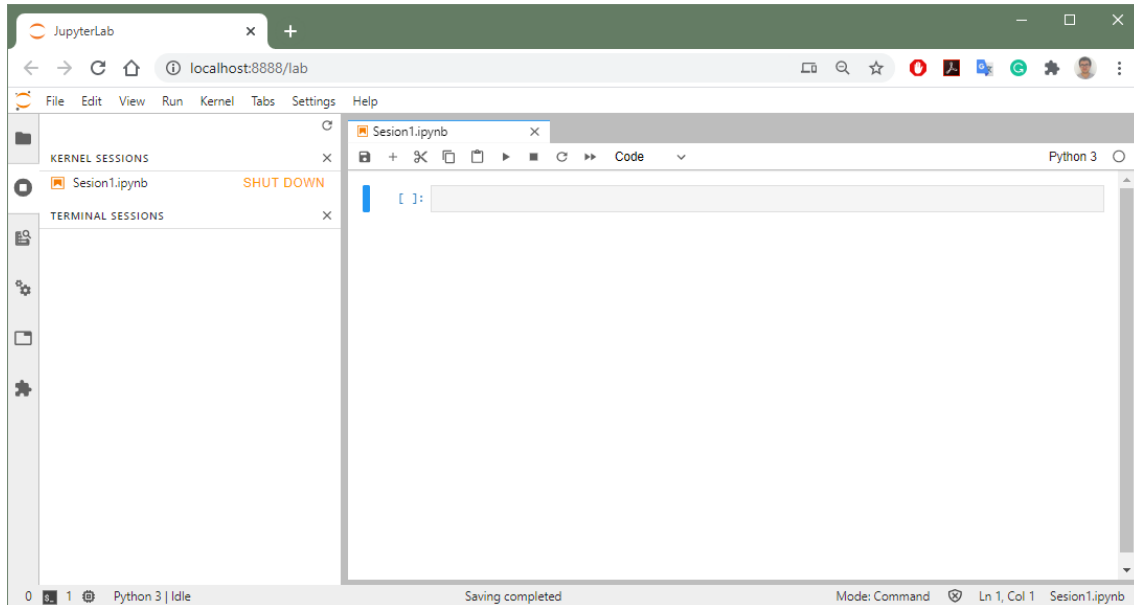 JupyterLab
localhost:8888/lab
File Edit View Run Kernel Tabs Settings Help
KERNEL SESSIONS
Sesion1.ipynb SHUT DOWN
TERMINAL SESSIONS
Sesion1.ipynb
Code Python 3
[ ]:
0 1 Python 3 | Idle Saving completed Mode: Command Ln 1, Col 1 Sesion1.ipynb